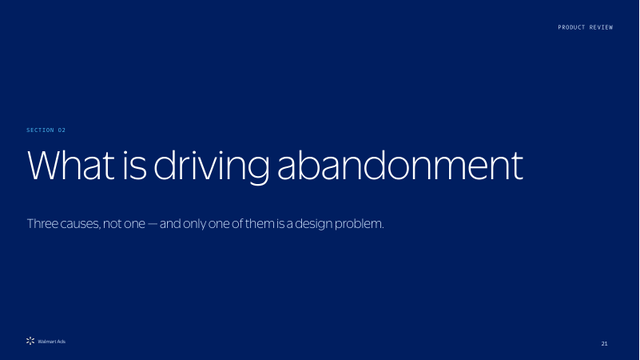 PRODUCT REVIEW
SECTION 02
What is driving abandonment
Three causes, not one — and only one of them is a design problem.
Walmart Ads
21